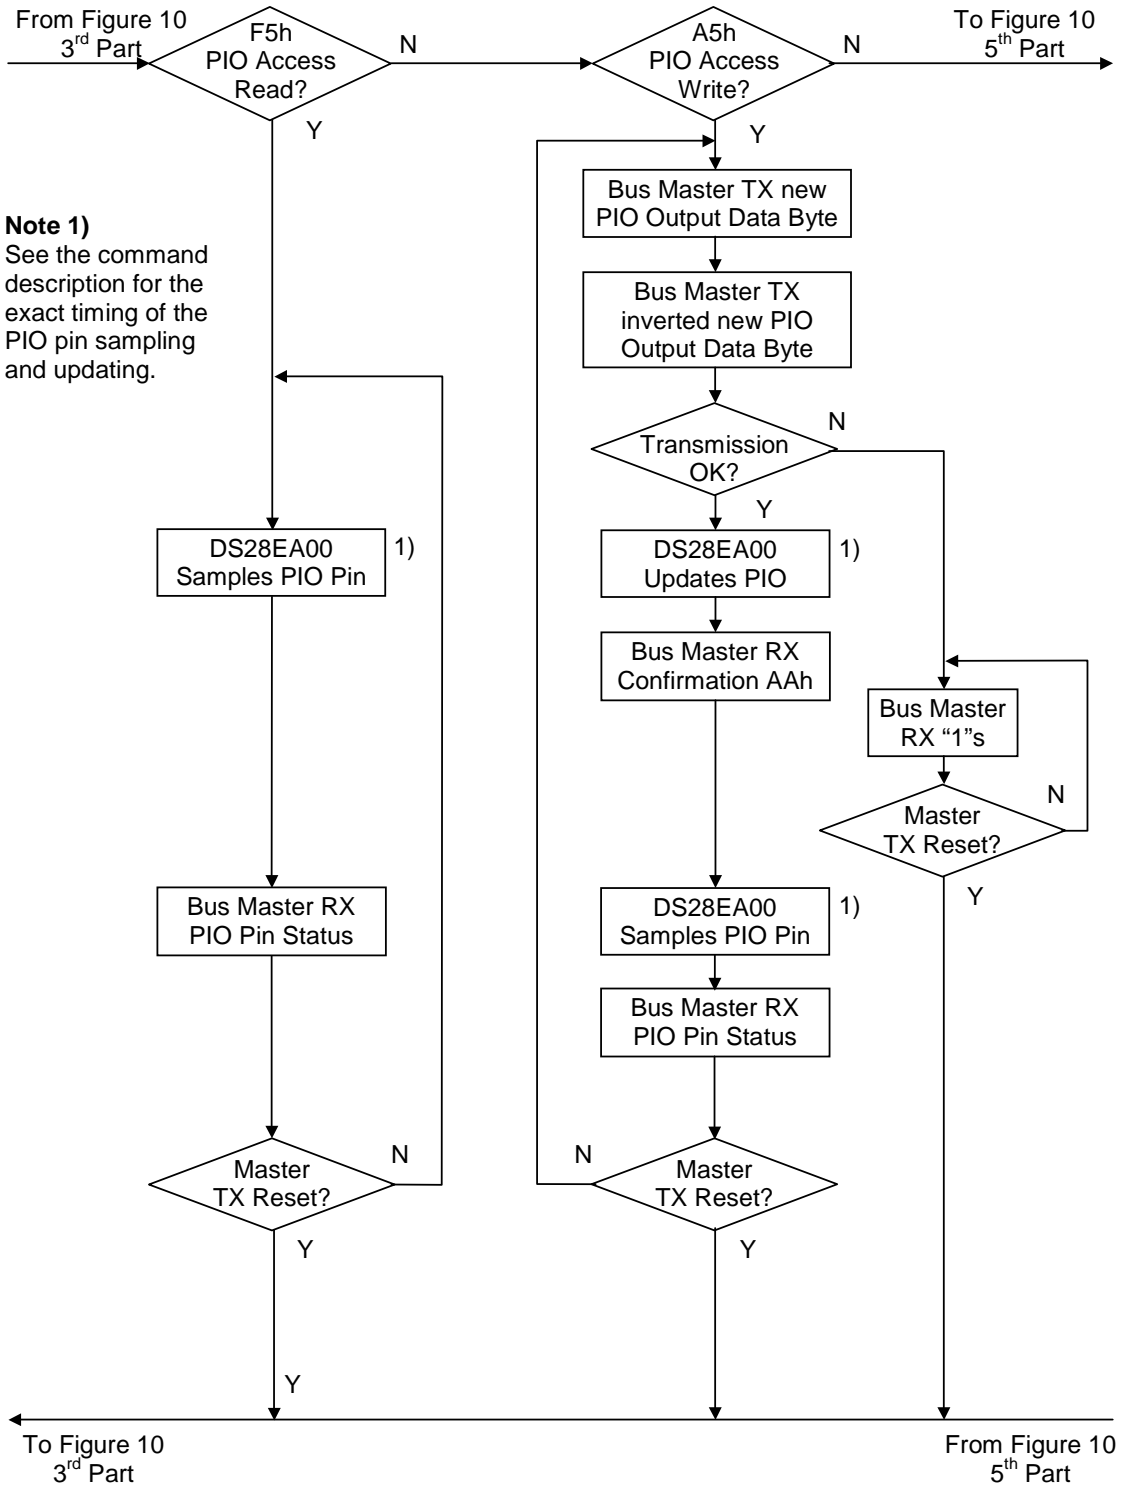 From Figure 10
3rd Part
F5h
PIO Access
Read?
N
Y
A5h
PIO Access
Write?
N
Y
To Figure 10
5th Part
Note 1)
See the command
description for the
exact timing of the
PIO pin sampling
and updating.
Bus Master TX new
PIO Output Data Byte
Bus Master TX
inverted new PIO
Output Data Byte
Transmission
OK?
N
Y
DS28EA00
Samples PIO Pin
1)
DS28EA00
Updates PIO
1)
Bus Master RX
Confirmation AAh
Bus Master
RX “1”s
Master
TX Reset?
N
Y
Bus Master RX
PIO Pin Status
DS28EA00
Samples PIO Pin
1)
Bus Master RX
PIO Pin Status
Master
TX Reset?
N
Y
Y
Master
TX Reset?
N
Y
To Figure 10
3rd Part
From Figure 10
5th Part